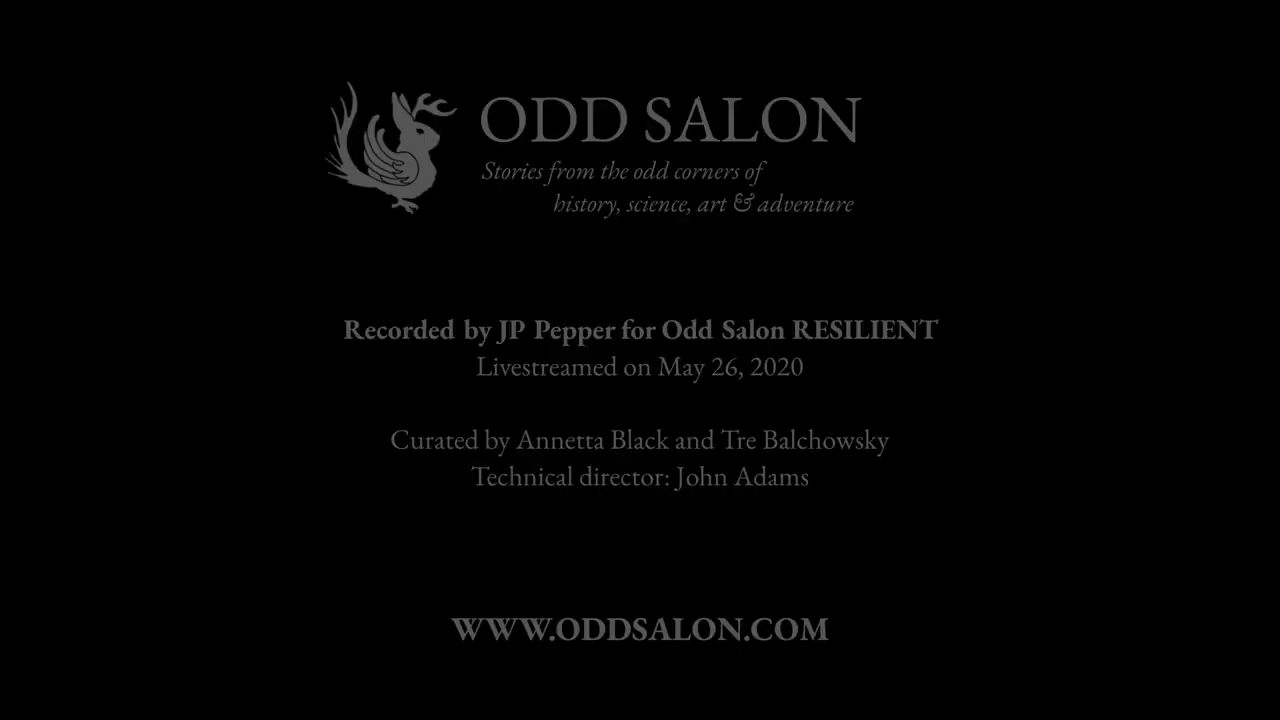 ODD SALON
Stories from the odd corners of
history, science, art & adventure
Recorded by JP Pepper for Odd Salon RESILIENT
Livestreamed on May 26, 2020
Curated by Annetta Black and Tre Balchowsky
Technical director: John Adams
WWW.ODDSALON.COM